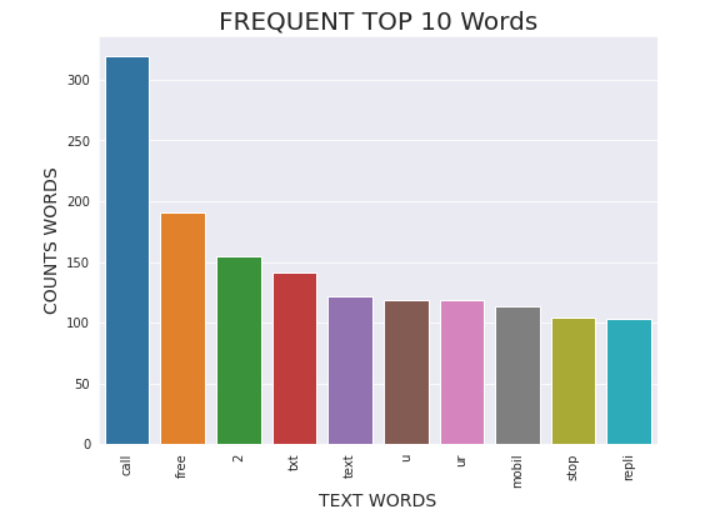 FREQUENT TOP 10 Words
COUNTS WORDS
300
250
200
150
100
50
0
call
free
2
txt
text
u
ur
mobil
stop
repli
TEXT WORDS